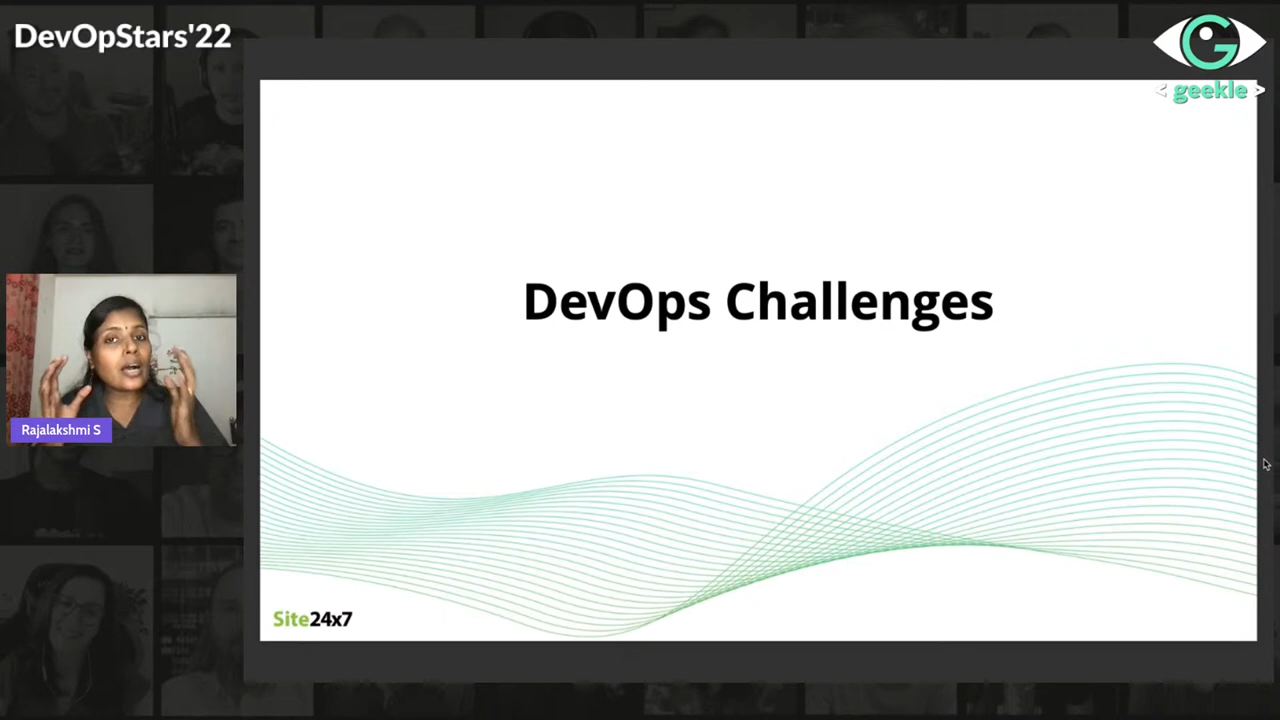 DevOpStars'22
< geekle >
DevOps Challenges
Rajalakshmi S
Site24x7